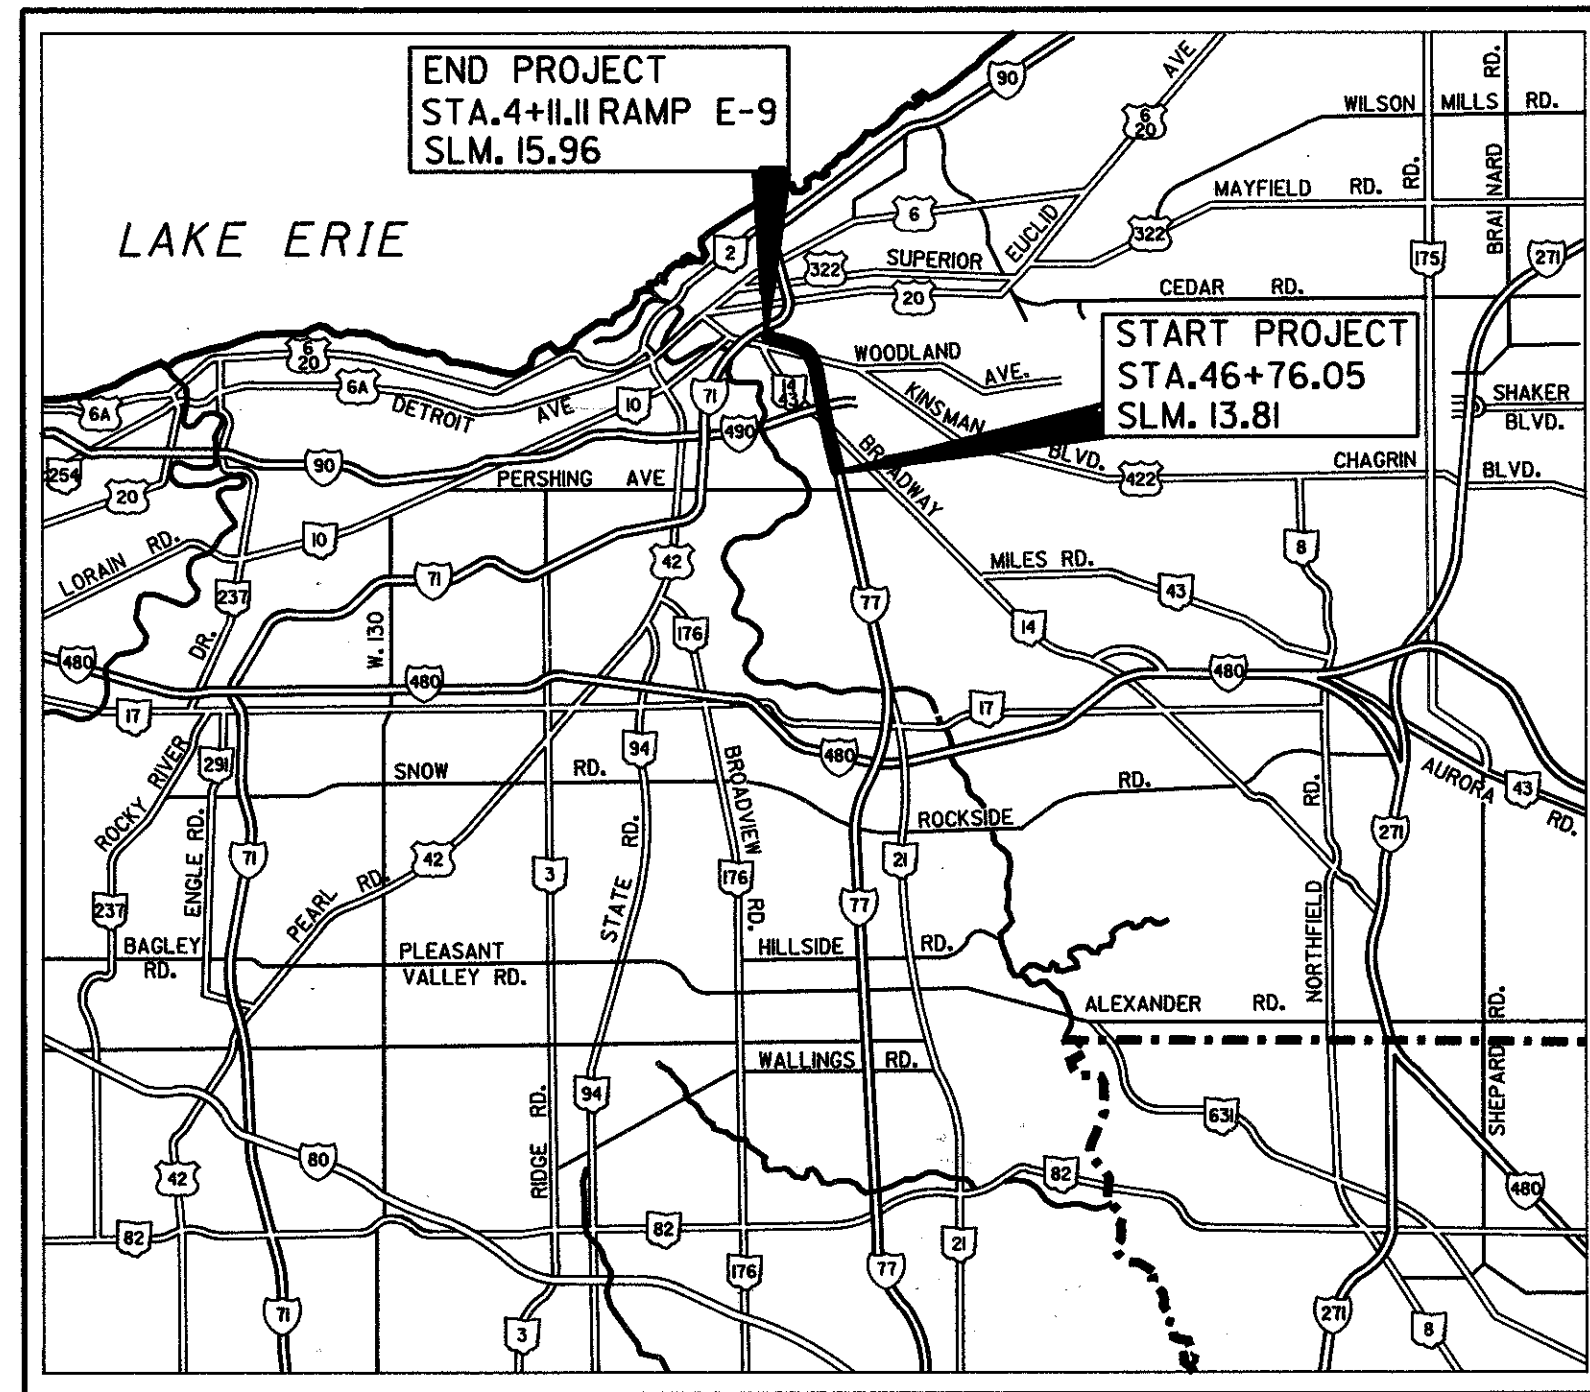 END PROJECT
STA.4+11.11 RAMP E-9
SLM. 15.96
LAKE ERIE
START PROJECT
STA.46+76.05
SLM. 13.81
90
AVE
6
20
WILSON MILLS RD.
BRAINARD RD.
MAYFIELD RD.
RD.
6
322
EUCLID
2
322
SUPERIOR
20
175
271
CEDAR RD.
6
20
6A
6A
DETROIT AVE
10
71
14
43
WOODLAND AVE.
KINSMAN BLVD.
SHAKER
BLVD.
490
BROADWAY
254
90
20
PERSHING AVE
422
CHAGRIN BLVD.
LORAIN RD.
10
42
8
71
MILES RD.
43
237
DR.
W. 130
176
77
14
480
480
480
17
17
94
480
291
SNOW RD.
BROADVIEW RD.
RD.
AURORA RD.
43
ROCKY RIVER
ENGLE RD.
ROCKSIDE
RD.
271
71
42
3
STATE RD.
176
21
237
PEARL RD.
77
NORTHFIELD
BAGLEY
RD.
PLEASANT
VALLEY RD.
HILLSIDE RD.
ALEXANDER RD.
SHEPARD RD.
WALLINGS RD.
94
631
80
RIDGE RD.
42
82
480
82
82
21
176
77
71
3
271
8